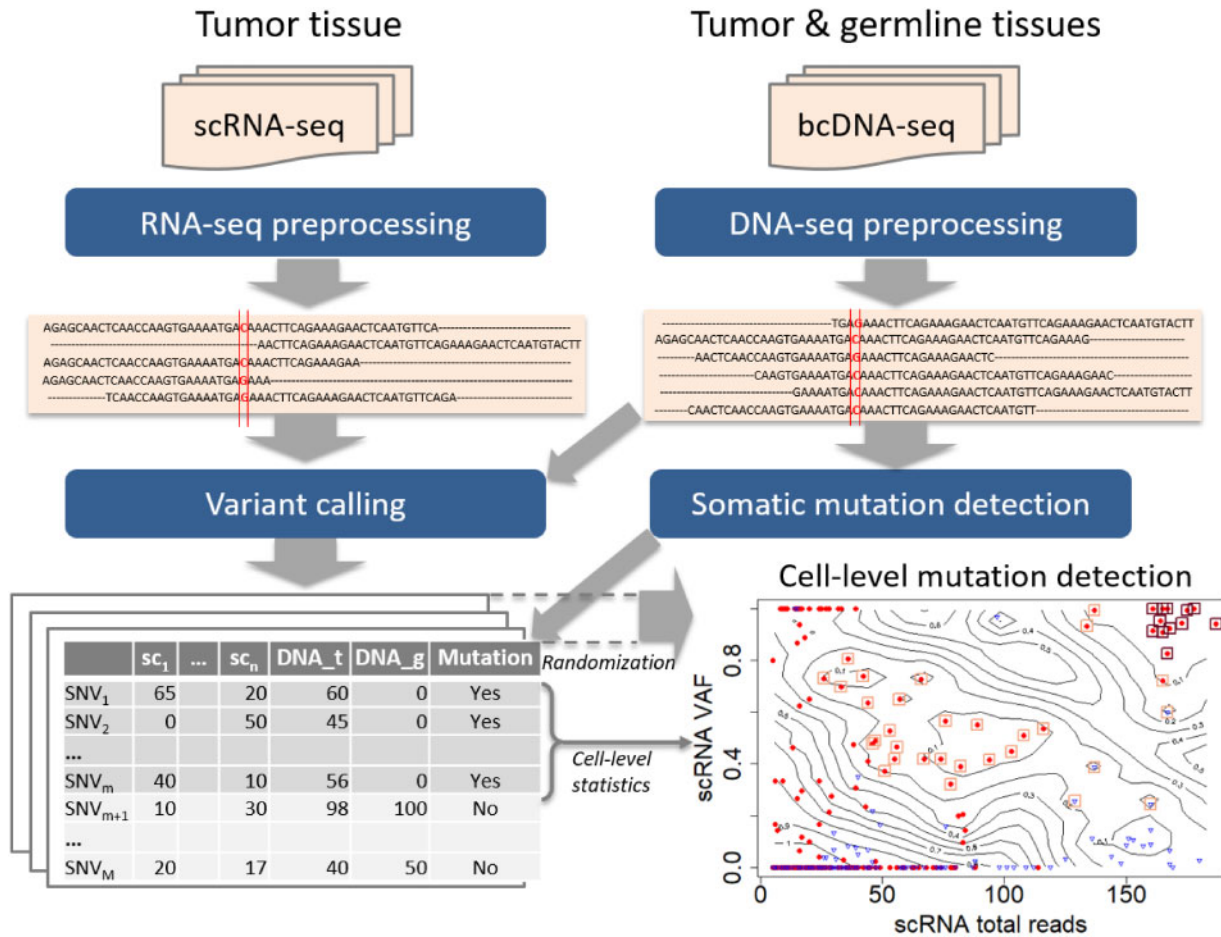 Tumor tissue
Tumor & germline tissues
scRNA-seq
bcDNA-seq
RNA-seq preprocessing
DNA-seq preprocessing
AGAGCAACTCAACCAAGTGAAAATGACAAACTTCAGAAAGAACTCAATGTTCA
AACTTCAGAAAGAACTCAATGTTCAGAAAGAACTCAATGTACTT
AGAGCAACTCAACCAAGTGAAAATGACAAACTTCAGAAAGAA
AGAGCAACTCAACCAAGTGAAAATGAGAAA
TCAACCAAGTGAAAATGAGAAACTTCAGAAAGAACTCAATGTTCAGA
TGAGAAACTTCAGAAAGAACTCAATGTTCAGAAAGAACTCAATGTACTT
AGAGCAACTCAACCAAGTGAAAATGACAAACTTCAGAAAGAACTCAATGTTCAGAAAG
AACTCAACCAAGTGAAAATGAGAAACTTCAGAAAGAACTC
CAAGTGAAAATGACAAACTTCAGAAAGAACTCAATGTTCAGAAAGAAC
GAAAATGACAAACTTCAGAAAGAACTCAATGTTCAGAAAGAACTCAATGTACTT
CAACTCAACCAAGTGAAAATGACAAACTTCAGAAAGAACTCAATGTT
Variant calling
Somatic mutation detection
sc1 ... scn DNA_t DNA_g Mutation
SNV1 65 20 60 0 Yes
SNV2 0 50 45 0 Yes
...
SNVm 40 10 56 0 Yes
SNVm+1 10 30 98 100 No
...
SNVM 20 17 40 50 No
Randomization
Cell-level
statistics
Cell-level mutation detection
scRNA VAF
0.8
0.4
0.0
0
50
100
150
scRNA total reads